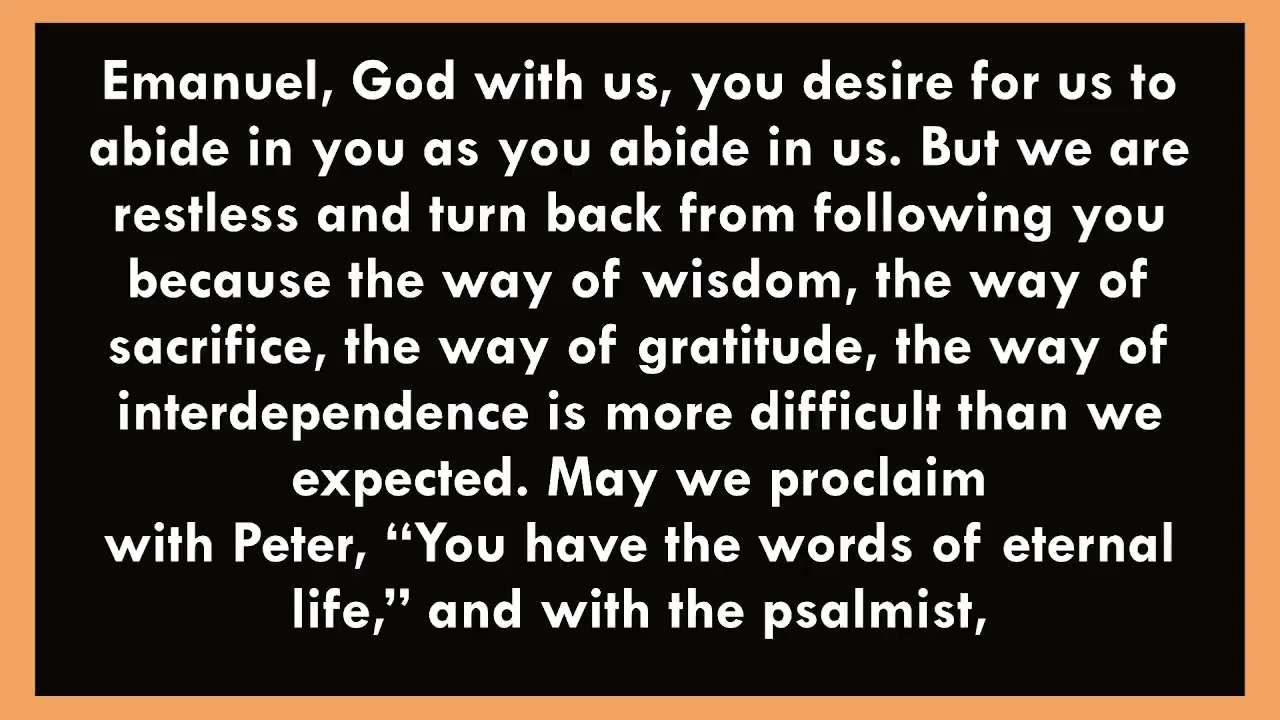 Emanuel, God with us, you desire for us to
abide in you as you abide in us. But we are
restless and turn back from following you
because the way of wisdom, the way of
sacrifice, the way of gratitude, the way of
interdependence is more difficult than we
expected. May we proclaim
with Peter, “You have the words of eternal
life,” and with the psalmist,